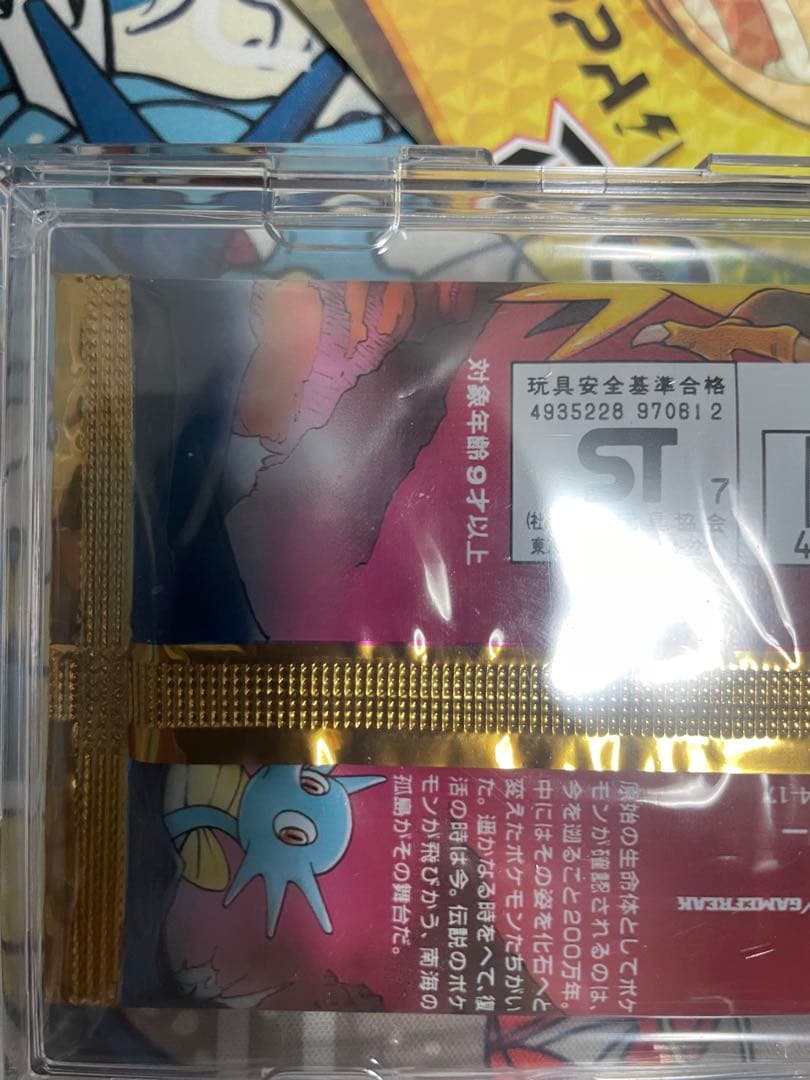 対象年齢9才以上
玩具安全基準合格
4935228 970612
ST
7
(社
協会
東
4
原始の生命体としてポケ
モンが確認されるのは、
今を遡ること200万年。
中にはその姿を化石へと
変えたポケモンたちがい
た。遥かなる時をへて、復
活の時は今。伝説のポケ
モンが飛びかう、南海の
孤島がその舞台だ。
/GAMEFREAK